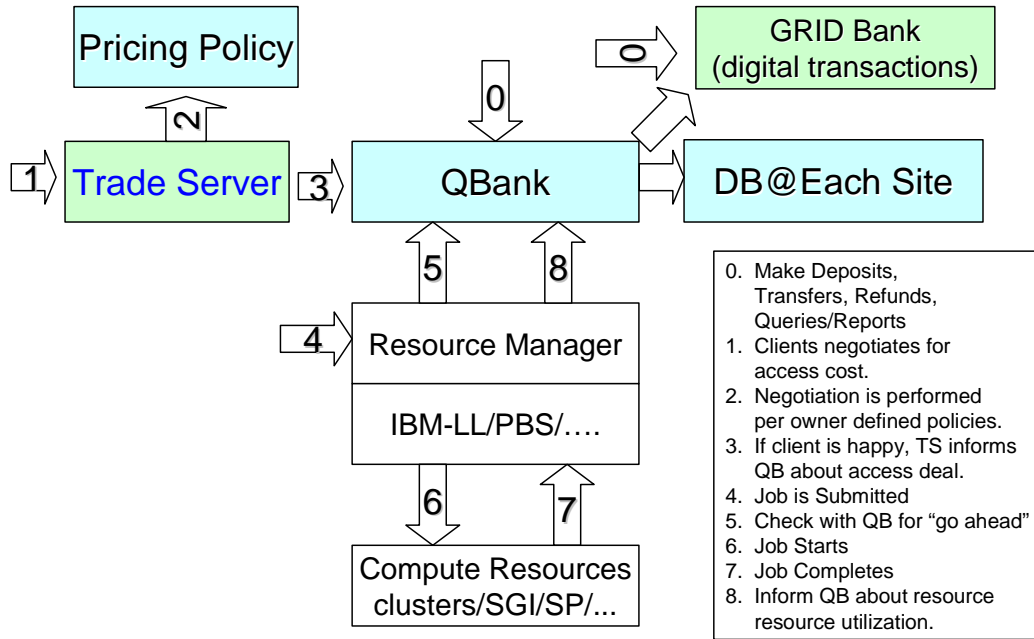 Pricing Policy
0
0
GRID Bank
(digital transactions)
2
1
Trade Server
3
QBank
DB@Each Site
5
8
4
Resource Manager
IBM-LL/PBS/….
6
7
Compute Resources
clusters/SGI/SP/...
0. Make Deposits,
Transfers, Refunds,
Queries/Reports
1. Clients negotiates for
access cost.
2. Negotiation is performed
per owner defined policies.
3. If client is happy, TS informs
QB about access deal.
4. Job is Submitted
5. Check with QB for “go ahead”
6. Job Starts
7. Job Completes
8. Inform QB about resource
resource utilization.